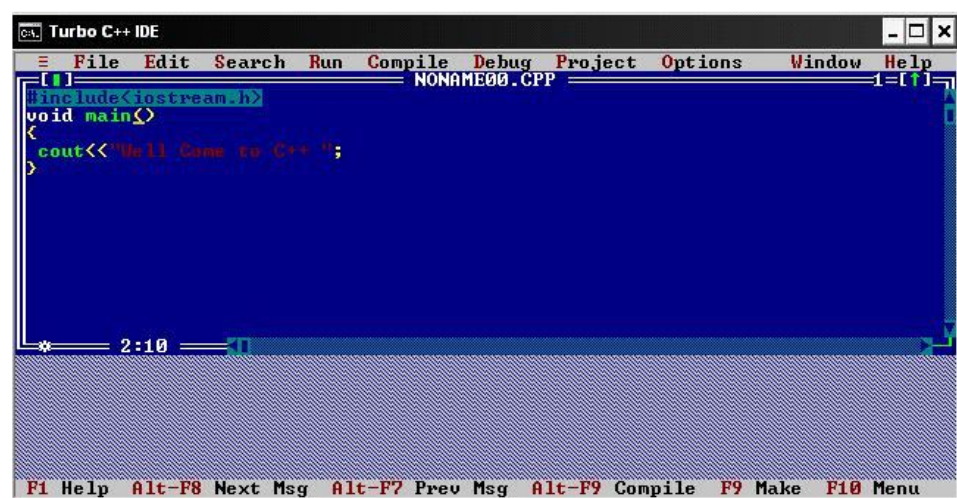 Turbo C++ IDE
≡ File Edit Search Run Compile Debug Project Options Window Help
[■] NONAME00.CPP 1=[↑]
#include<iostream.h>
void main()
{
cout<<"Well Come to C++ ";
}
2:10
F1 Help Alt-F8 Next Msg Alt-F7 Prev Msg Alt-F9 Compile F9 Make F10 Menu